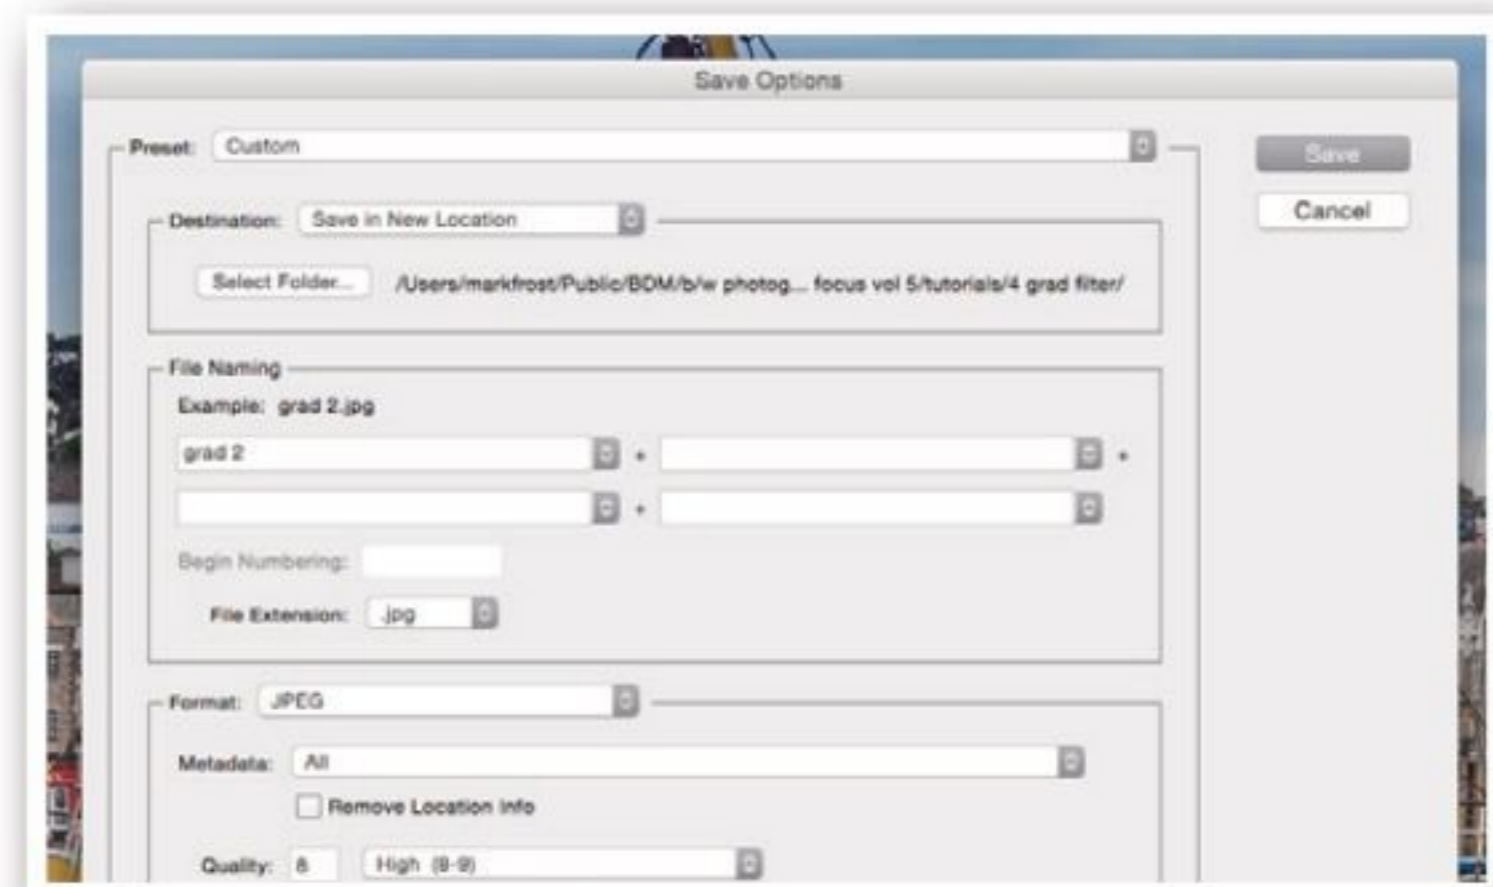 Save Options
Preset: Custom
Save
Destination: Save in New Location
Cancel
Select Folder... /Users/markfrost/Public/BDM/b/w photog... focus vol 5/tutorials/4 grad filter/
File Naming
Example: grad 2.jpg
grad 2 + +
+
Begin Numbering:
File Extension: .jpg
Format: JPEG
Metadata: All
Remove Location Info
Quality: 8 High (8-9)